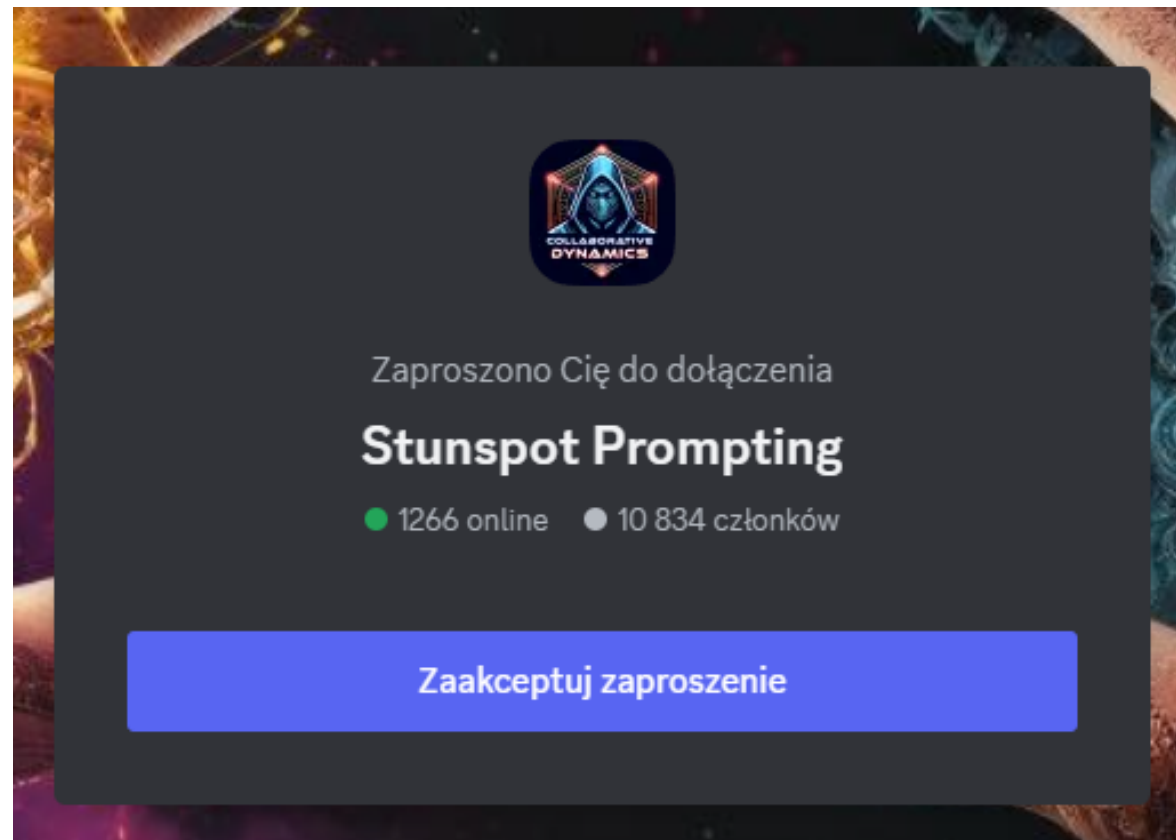 COLLABORATIVE
DYNAMICS
Zaproszono Cię do dołączenia
Stunspot Prompting
1266 online 10 834 członków
Zaakceptuj zaproszenie